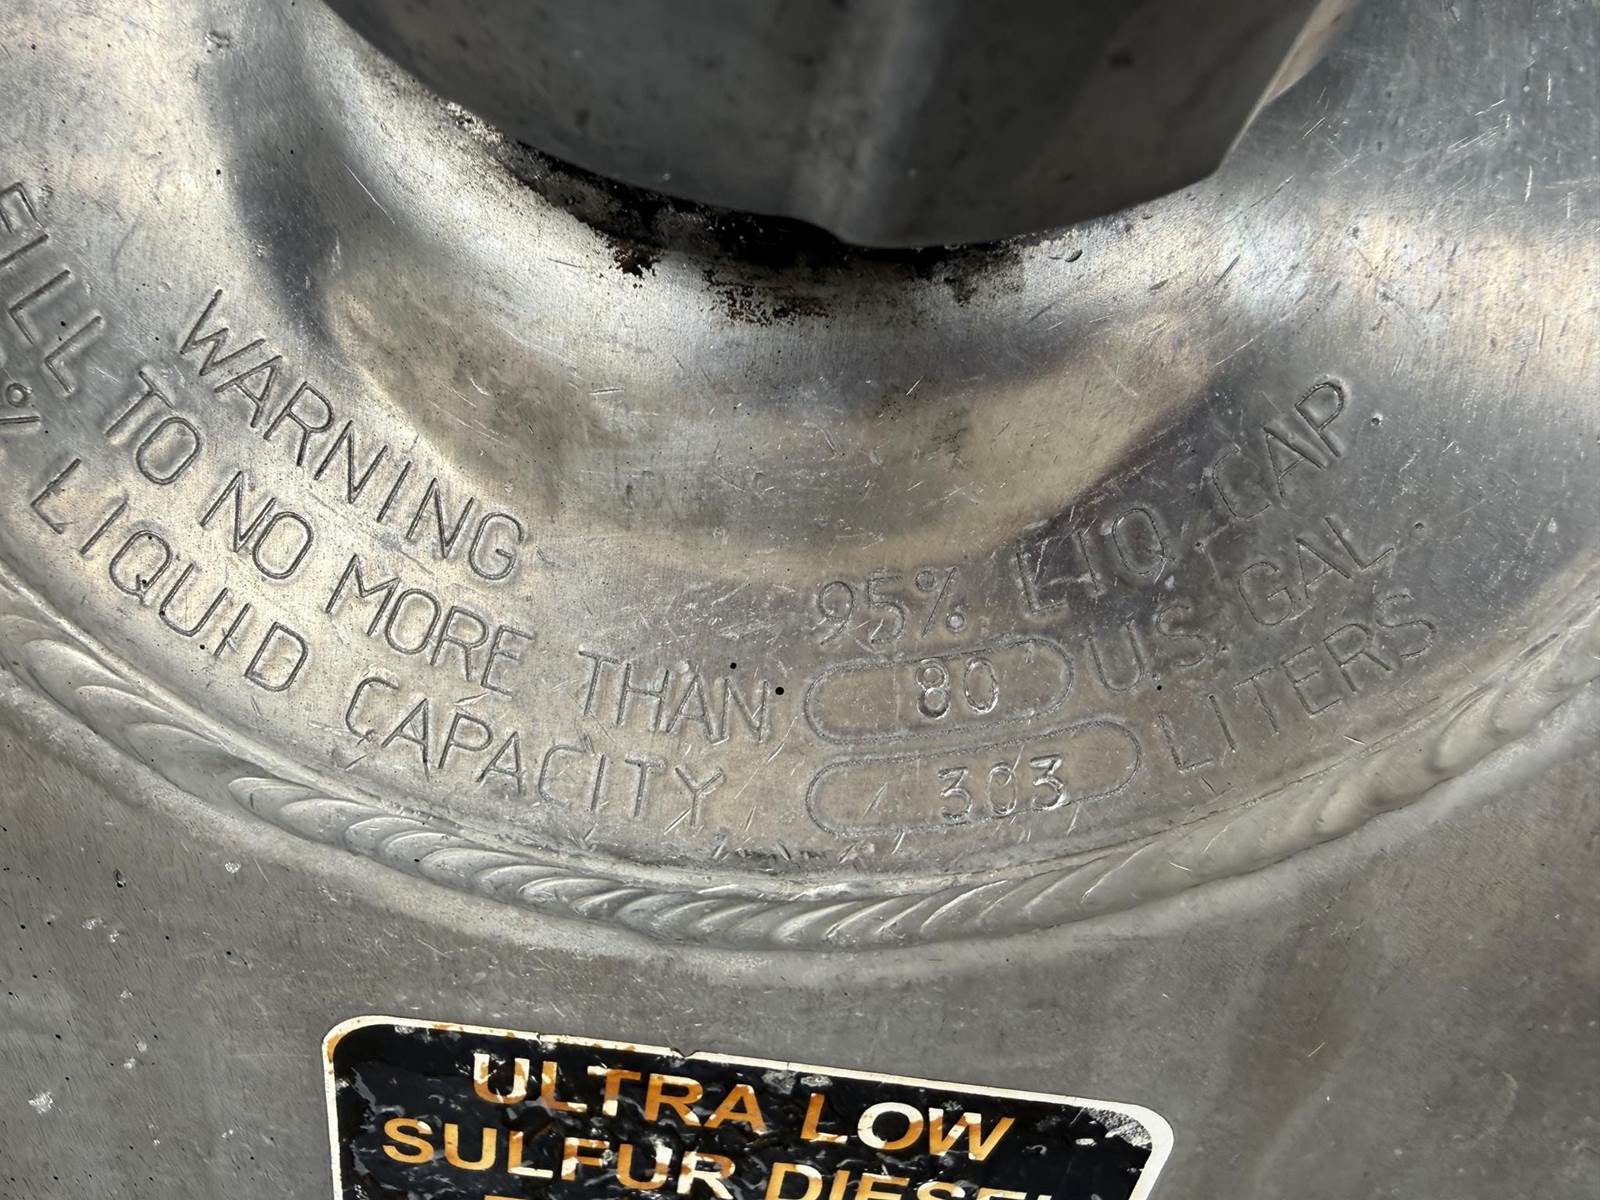 WARNING
FILL TO NO MORE THAN
% LIQUID CAPACITY
95% LIQ. CAP.
80 U.S. GAL.
303 LITERS
ULTRA LOW
SULFUR DIESEL